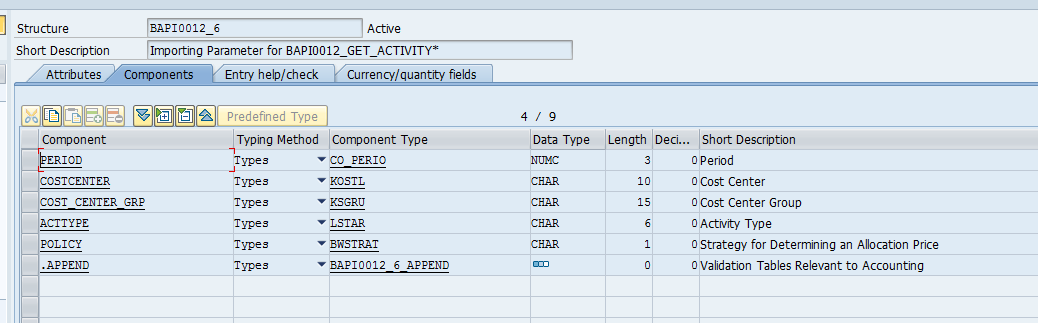 Structure BAPI0012_6 Active
Short Description Importing Parameter for BAPI0012_GET_ACTIVITY*
Attributes Components Entry help/check Currency/quantity fields
Predefined Type 4 / 9
Component Typing Method Component Type Data Type Length Deci... Short Description
PERIOD Types CO_PERIO NUMC 3 0 Period
COSTCENTER Types KOSTL CHAR 10 0 Cost Center
COST_CENTER_GRP Types KSGRU CHAR 15 0 Cost Center Group
ACTTYPE Types LSTAR CHAR 6 0 Activity Type
POLICY Types BWSTRAT CHAR 1 0 Strategy for Determining an Allocation Price
.APPEND Types BAPI0012_6_APPEND 0 0 Validation Tables Relevant to Accounting